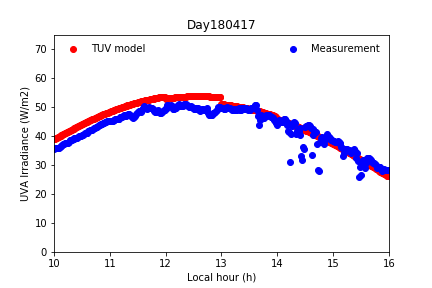 Day180417
TUV model
Measurement
UVA Irradiance (W/m2)
70
60
50
40
30
20
10
0
10 11 12 13 14 15 16
Local hour (h)